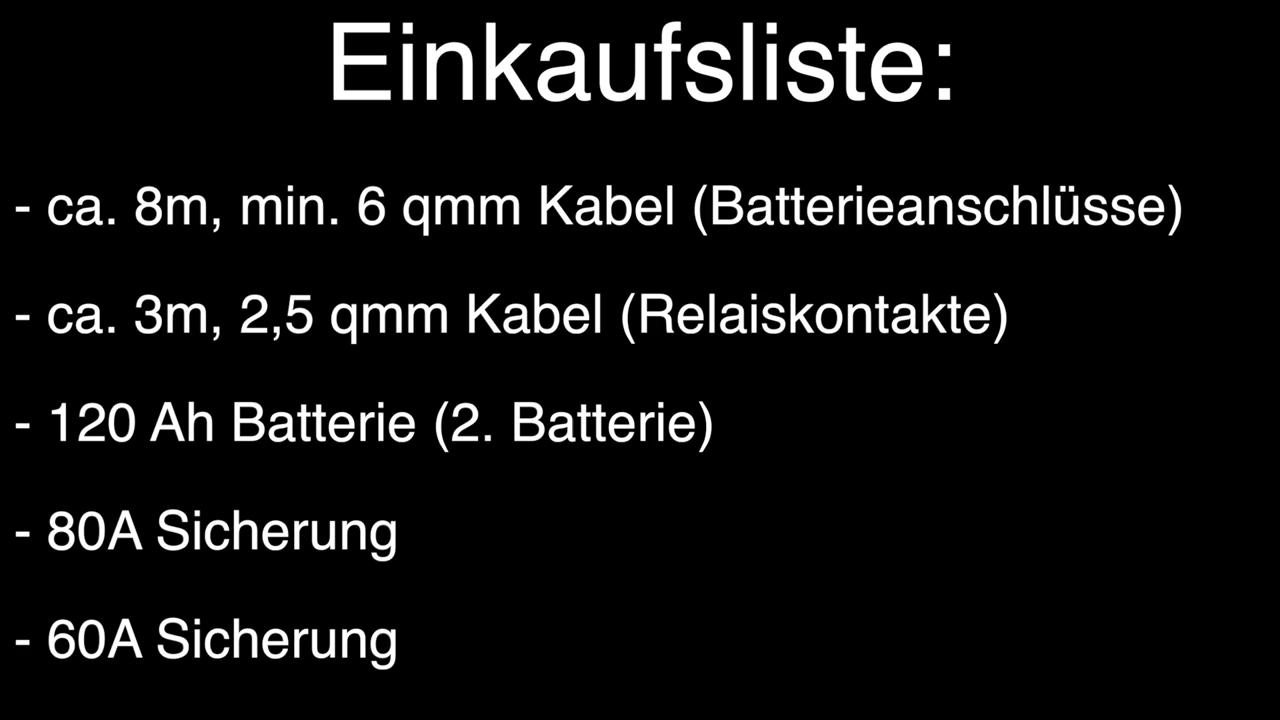 Einkaufsliste:
- ca. 8m, min. 6 qmm Kabel (Batterieanschlüsse)
- ca. 3m, 2,5 qmm Kabel (Relaiskontakte)
- 120 Ah Batterie (2. Batterie)
- 80A Sicherung
- 60A Sicherung